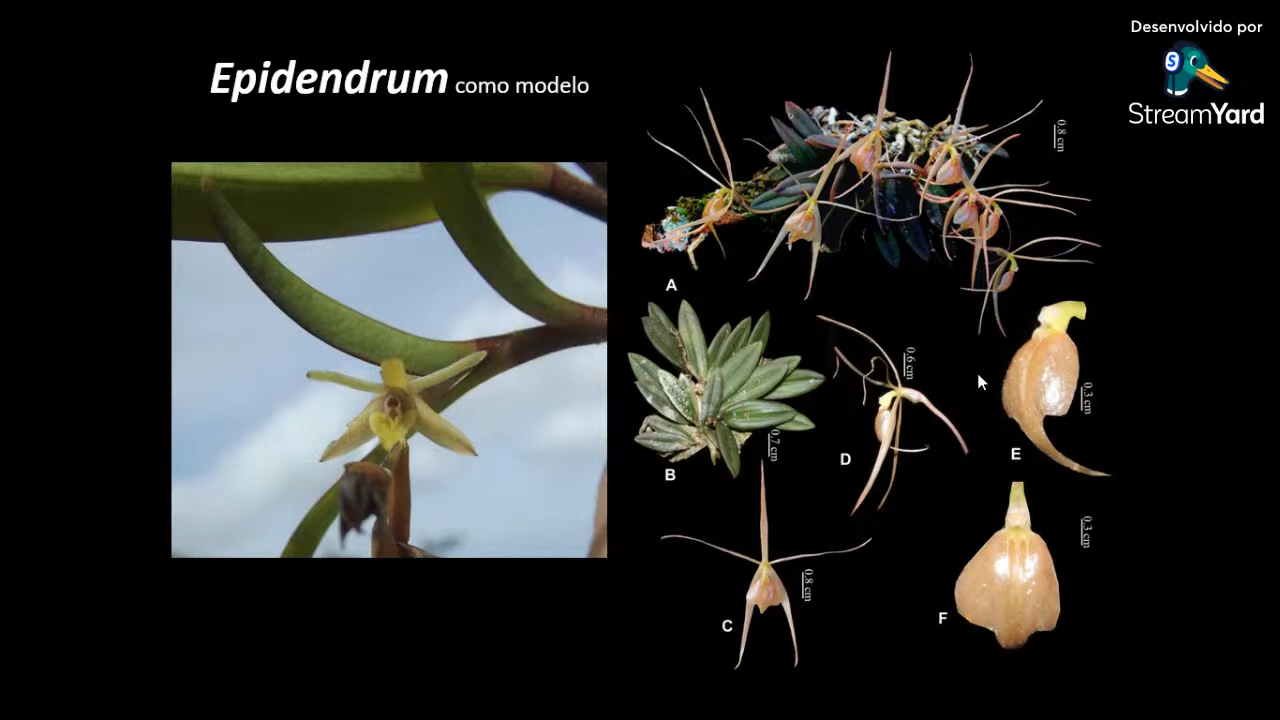 Desenvolvido por
StreamYard
Epidendrum como modelo
0.8 cm
A
B
0.7 cm
0.6 cm
D
0.3 cm
E
C
0.8 cm
0.3 cm
F